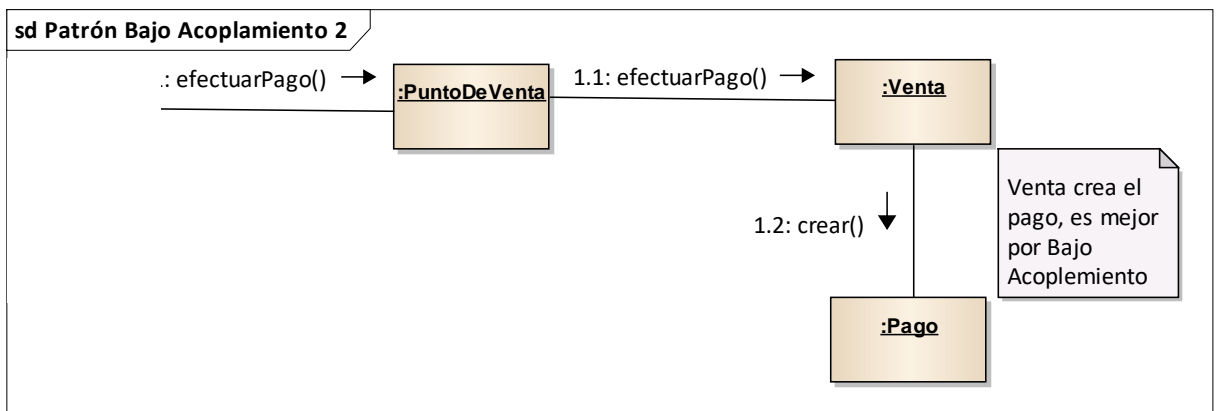 sd Patrón Bajo Acoplamiento 2
: efectuarPago()
:PuntoDeVenta
1.1: efectuarPago()
:Venta
Venta crea el
pago, es mejor
por Bajo
Acoplemiento
1.2: crear()
:Pago